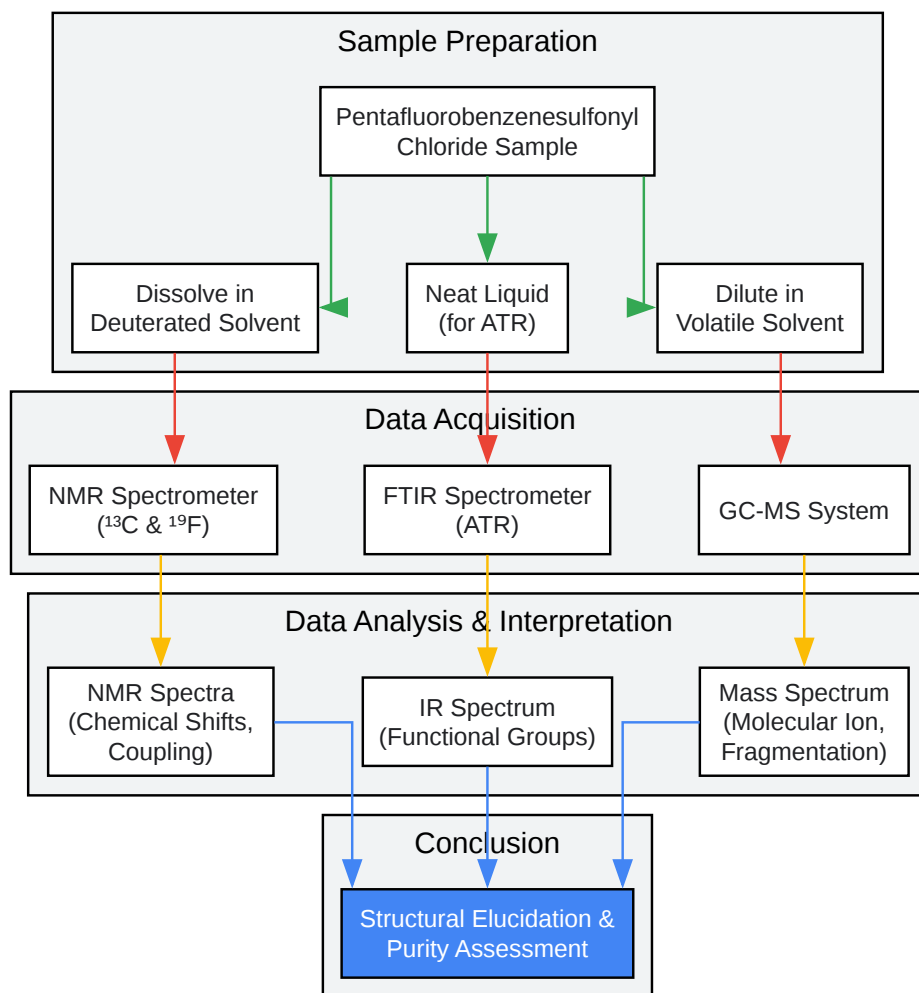 Sample Preparation
Pentafluorobenzenesulfonyl
Chloride Sample
Dissolve in
Deuterated Solvent
Neat Liquid
(for ATR)
Dilute in
Volatile Solvent
Data Acquisition
NMR Spectrometer
(¹³C & ¹⁹F)
FTIR Spectrometer
(ATR)
GC-MS System
Data Analysis & Interpretation
NMR Spectra
(Chemical Shifts,
Coupling)
IR Spectrum
(Functional Groups)
Mass Spectrum
(Molecular Ion,
Fragmentation)
Conclusion
Structural Elucidation &
Purity Assessment